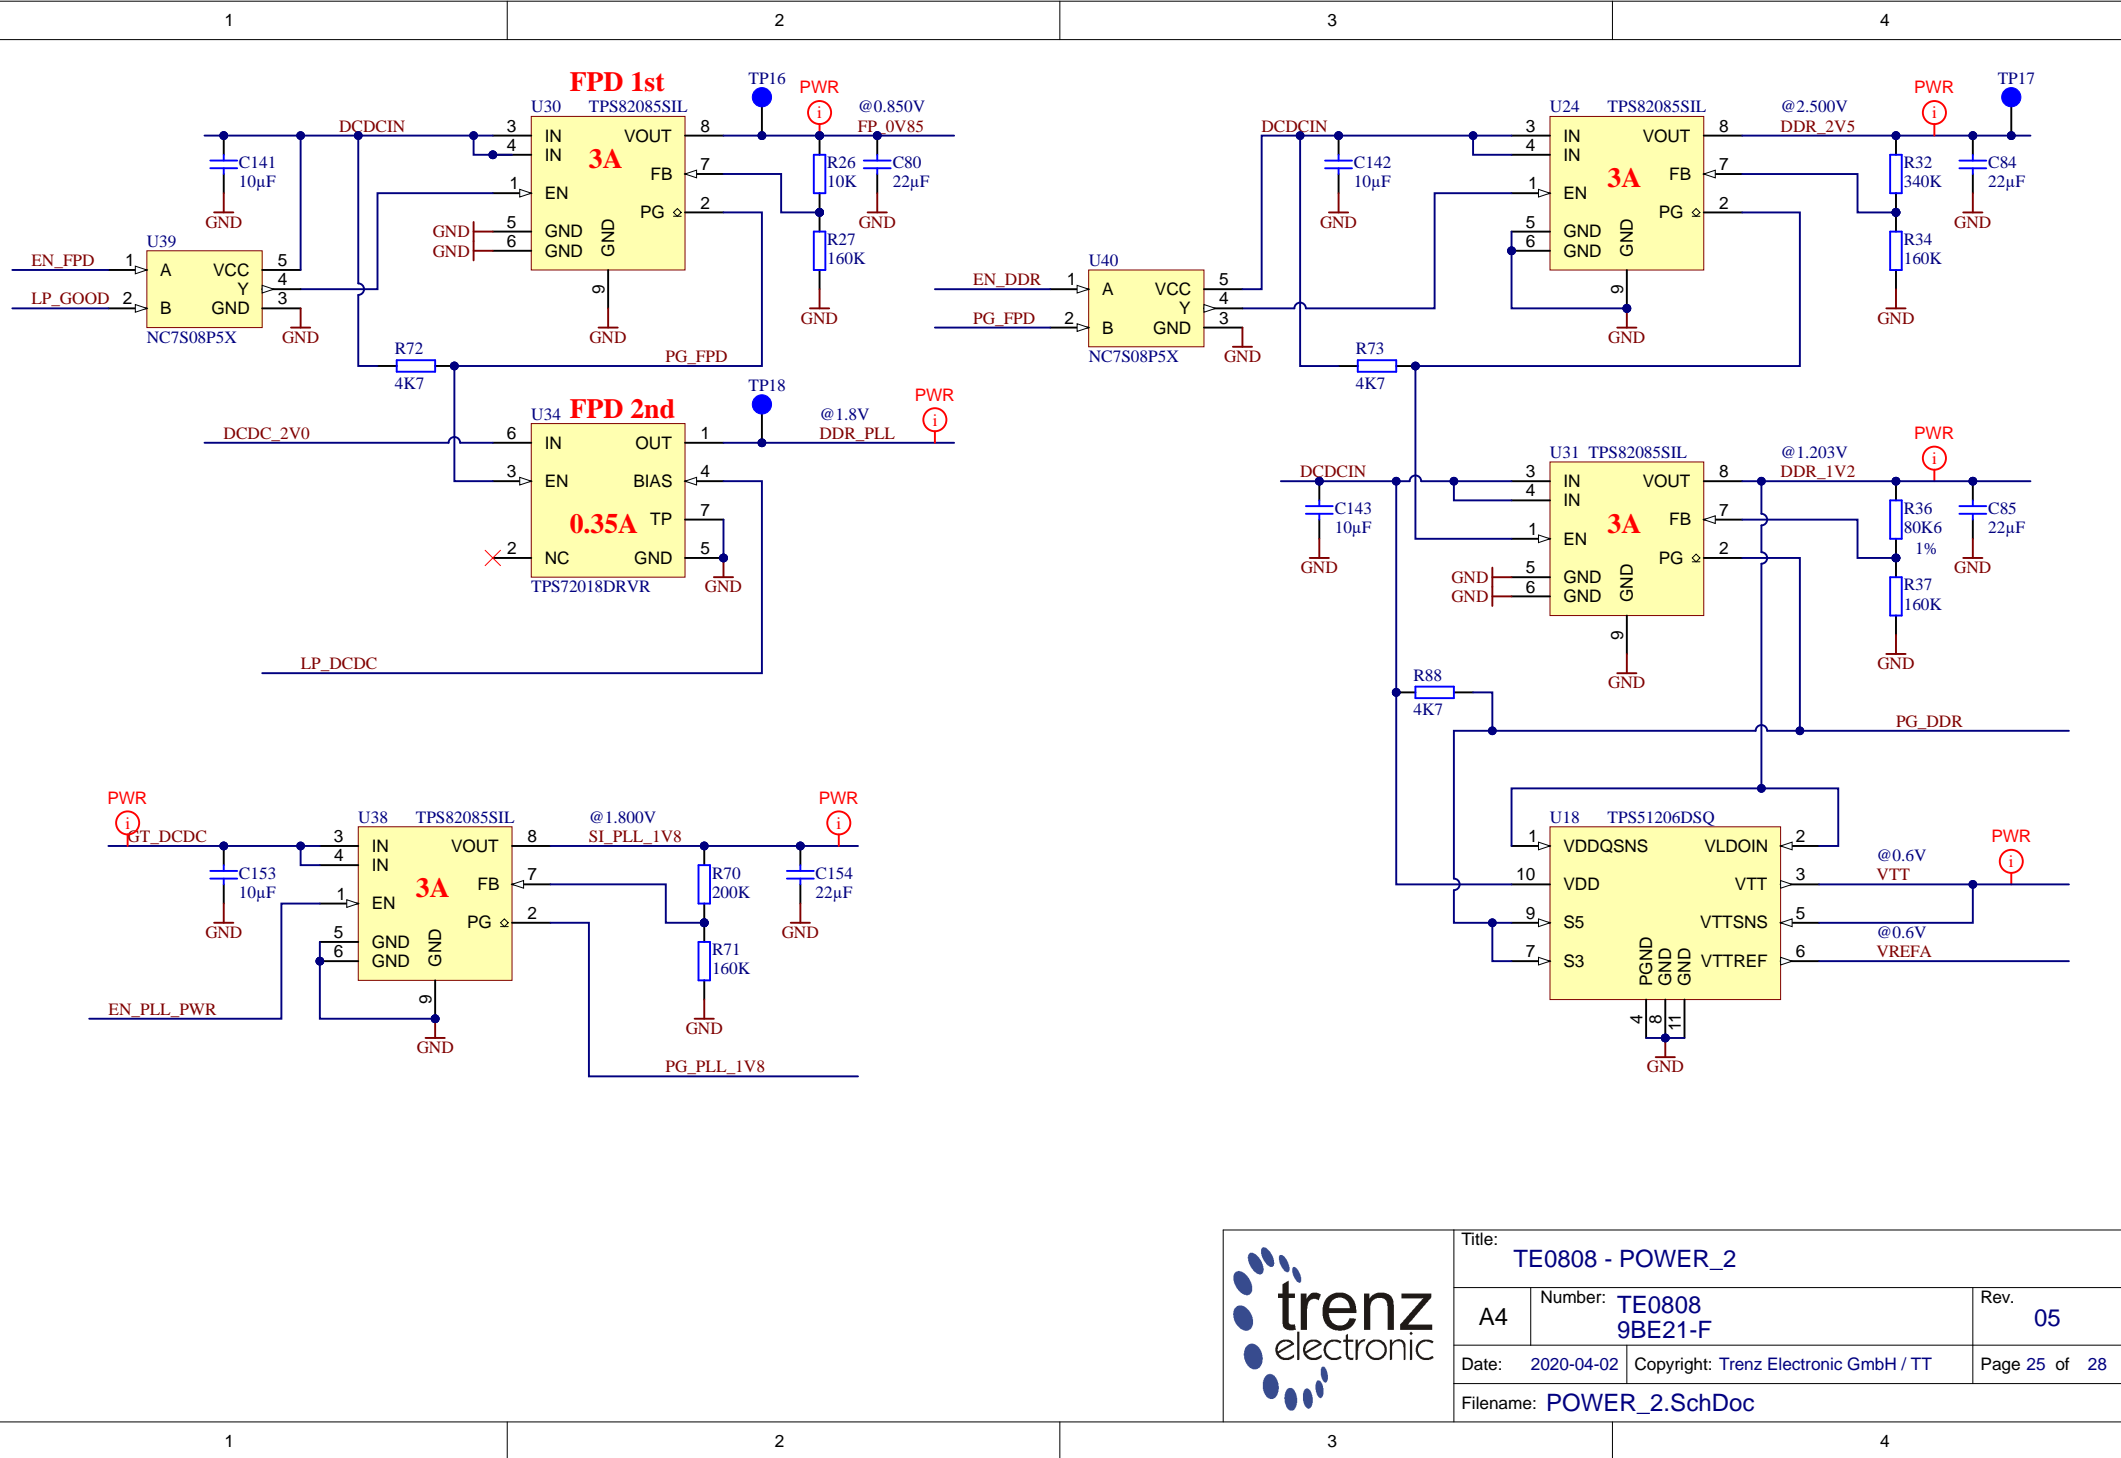 1 2 3 4
FPD 1st
U30 TPS82085SIL
TP16
PWR
i
@0.850V
FP_0V85
DCDCIN
3 IN VOUT 8
4 IN
3A
FB 7
1 EN
PG 2
5 GND
6 GND
GND
GND
GND
9
GND
C141
10µF
GND
R26
10K
C80
22µF
GND
R27
160K
GND
U39
EN_FPD 1 A VCC 5
Y 4
LP_GOOD 2 B GND 3
NC7S08P5X
GND
R72
4K7
PG_FPD
TP18
U34 FPD 2nd
@1.8V
DDR_PLL
PWR
i
DCDC_2V0 6 IN OUT 1
3 EN BIAS 4
0.35A TP 7
2 NC GND 5
TPS72018DRVR
GND
LP_DCDC
PWR
i
GT_DCDC
U38 TPS82085SIL
@1.800V
SI_PLL_1V8
PWR
i
3 IN VOUT 8
4 IN
3A
FB 7
1 EN
PG 2
5 GND
6 GND
GND
9
GND
C153
10µF
GND
R70
200K
C154
22µF
GND
R71
160K
GND
EN_PLL_PWR
PG_PLL_1V8
U24 TPS82085SIL
@2.500V
DDR_2V5
PWR
i
TP17
DCDCIN
3 IN VOUT 8
4 IN
3A
FB 7
1 EN
PG 2
5 GND
6 GND
GND
9
GND
C142
10µF
GND
R32
340K
C84
22µF
GND
R34
160K
GND
U40
EN_DDR 1 A VCC 5
Y 4
PG_FPD 2 B GND 3
NC7S08P5X
GND
R73
4K7
U31 TPS82085SIL
@1.203V
DDR_1V2
PWR
i
DCDCIN
3 IN VOUT 8
4 IN
3A
FB 7
1 EN
PG 2
GND 5 GND
GND 6 GND
GND
9
GND
C143
10µF
GND
R36
80K6
1%
C85
22µF
GND
R37
160K
GND
R88
4K7
PG_DDR
U18 TPS51206DSQ
1 VDDQSNS VLDOIN 2
10 VDD VTT 3
9 S5 VTTSNS 5
7 S3 VTTREF 6
PGND
GND
GND
4
8
11
GND
@0.6V
VTT
PWR
i
@0.6V
VREFA
trenz
electronic
Title:
TE0808 - POWER_2
A4
Number: TE0808
9BE21-F
Rev.
05
Date: 2020-04-02 Copyright: Trenz Electronic GmbH / TT Page 25 of 28
Filename: POWER_2.SchDoc
1 2 3 4